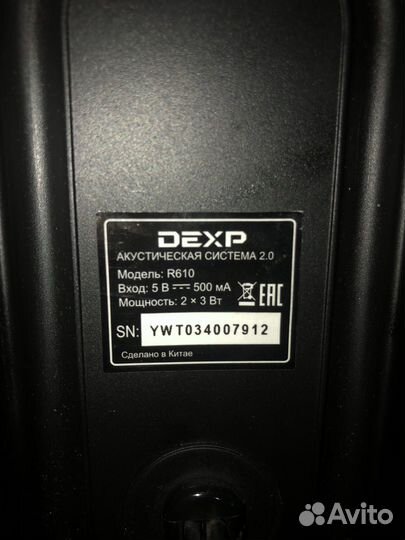 DEXP
АКУСТИЧЕСКАЯ СИСТЕМА 2.0
Модель: R610
Вход: 5 В ⎓ 500 мА
Мощность: 2 × 3 Вт
EAC
SN: YWT034007912
Сделано в Китае
Avito